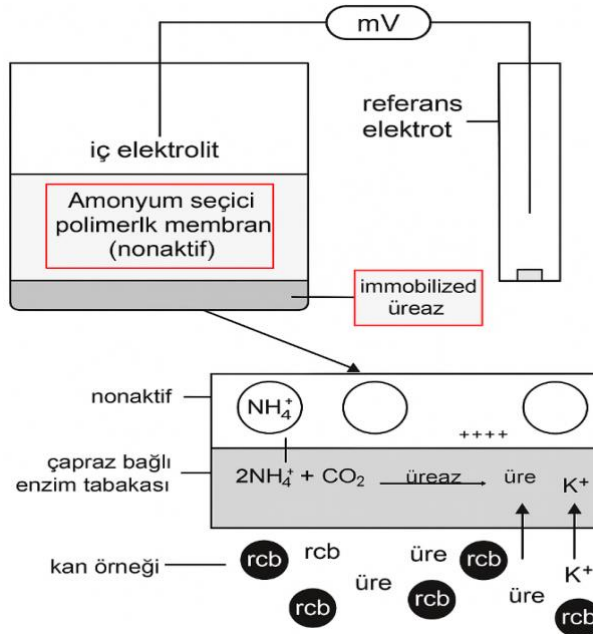 mV
referans
elektrot
iç elektrolit
Amonyum seçici
polimerIk membran
(nonaktif)
immobilized
üreaz
nonaktif
NH₄⁺
++++
çapraz bağlı
enzim tabakası
2NH₄⁺ + CO₂ üreaz üre K⁺
kan örneği
rcb rcb üre rcb
üre üre K⁺
rcb rcb rcb